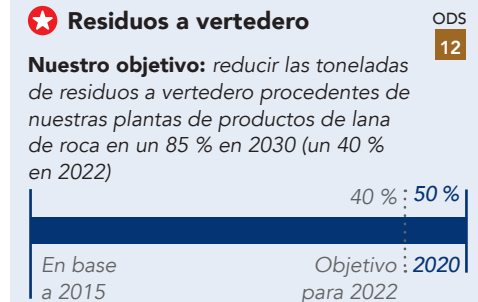 Residuos a vertedero
ODS
12
Nuestro objetivo: reducir las toneladas
de residuos a vertedero procedentes de
nuestras plantas de productos de lana
de roca en un 85 % en 2030 (un 40 %
en 2022)
40 % 50 %
En base
a 2015
Objetivo
para 2022
2020